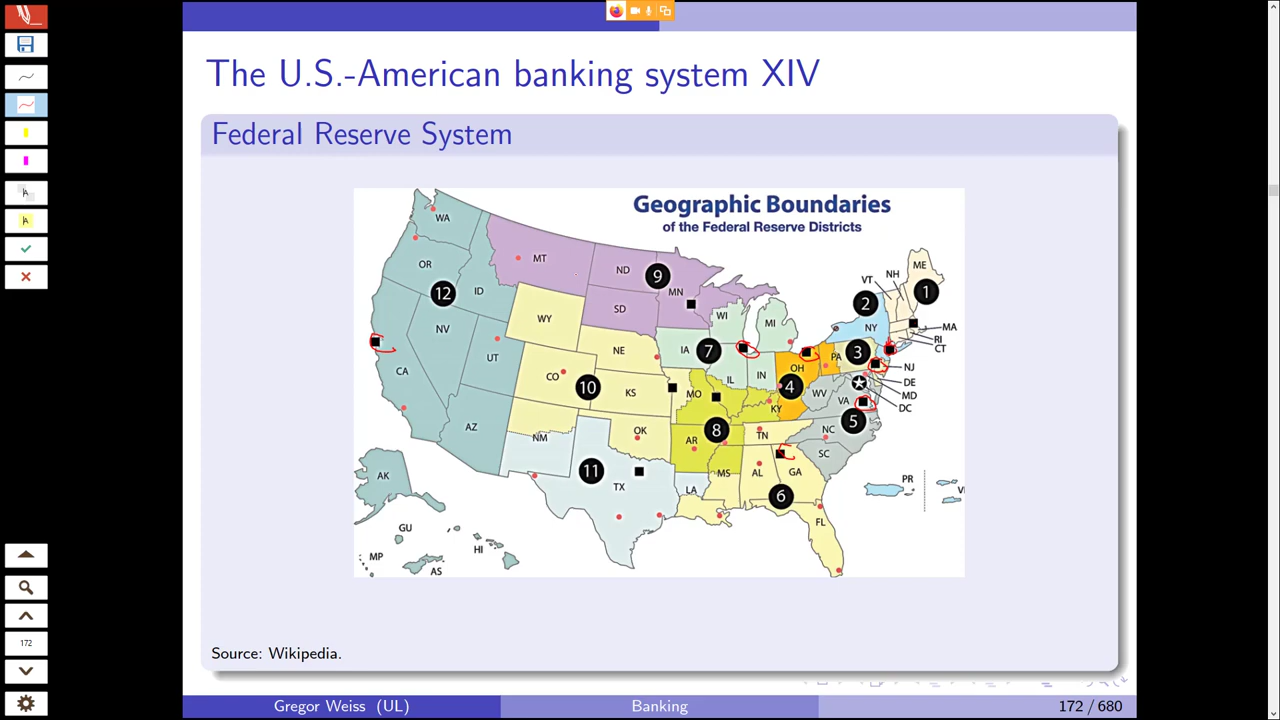 The U.S.-American banking system XIV
Federal Reserve System
Geographic Boundaries
of the Federal Reserve Districts
WA
OR
ID
MT
ND
MN
SD
WY
NV
UT
CA
AZ
CO
NM
NE
KS
OK
TX
IA
WI
MI
IL
IN
OH
MO
KY
AR
TN
MS
LA
AL
GA
FL
SC
NC
VA
WV
PA
NY
VT
NH
ME
MA
RI
CT
NJ
DE
MD
DC
PR
AK
GU
MP
AS
HI
12
9
7
10
11
8
6
5
4
3
2
1
Source: Wikipedia.
Gregor Weiss (UL)
Banking
172 / 680
172
A
A